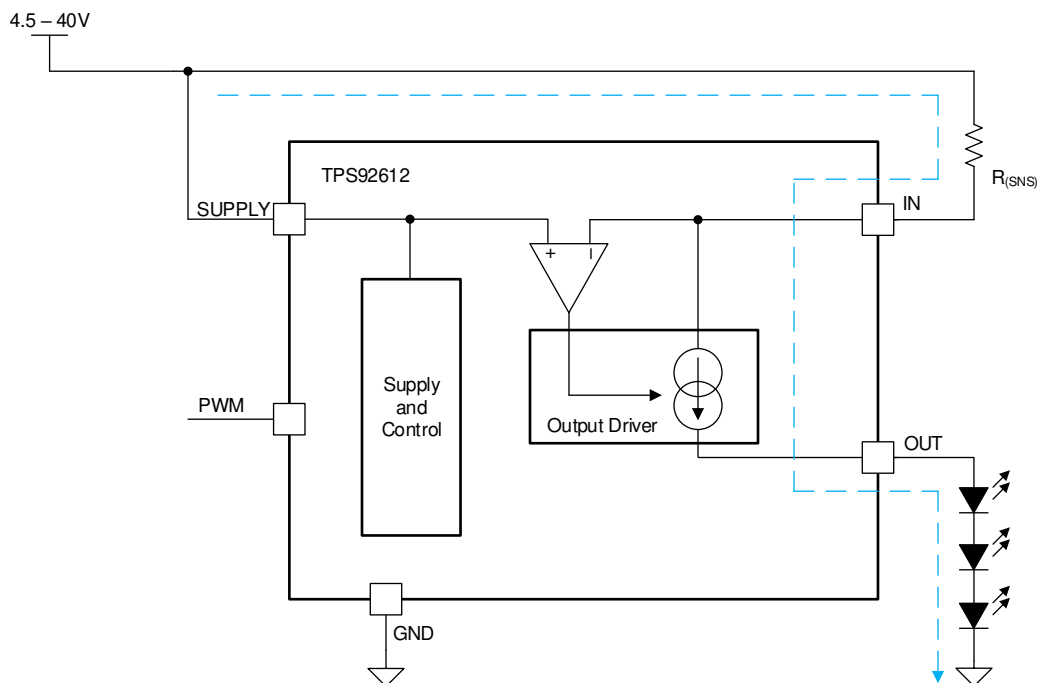 4.5 – 40V
TPS92612
R(SNS)
SUPPLY
IN
+
–
Supply
and
Control
PWM
Output Driver
OUT
GND